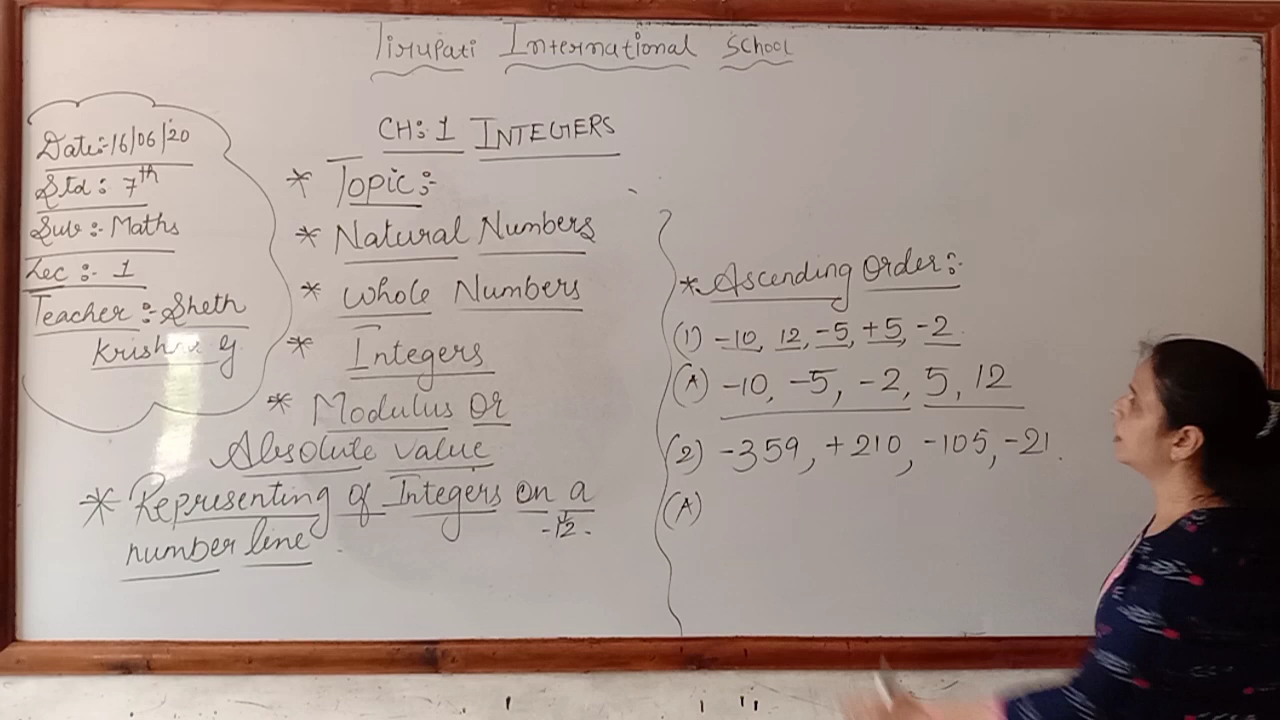 Tirupati International School
CH: 1 INTEGERS
Date:-16/06/20
Std : 7th
Sub :- Maths
Lec :- 1
Teacher :- Sheth
Krishna y
* Topic :-
* Natural Numbers
* Whole Numbers
* Integers
* Modulus Or
Absolute value
* Representing of Integers on a
number line.
-12.
* Ascending Order :-
(1) -10, 12, -5, +5, -2
(A) -10, -5, -2, 5, 12
(2) -359, +210, -105, -21.
(A)